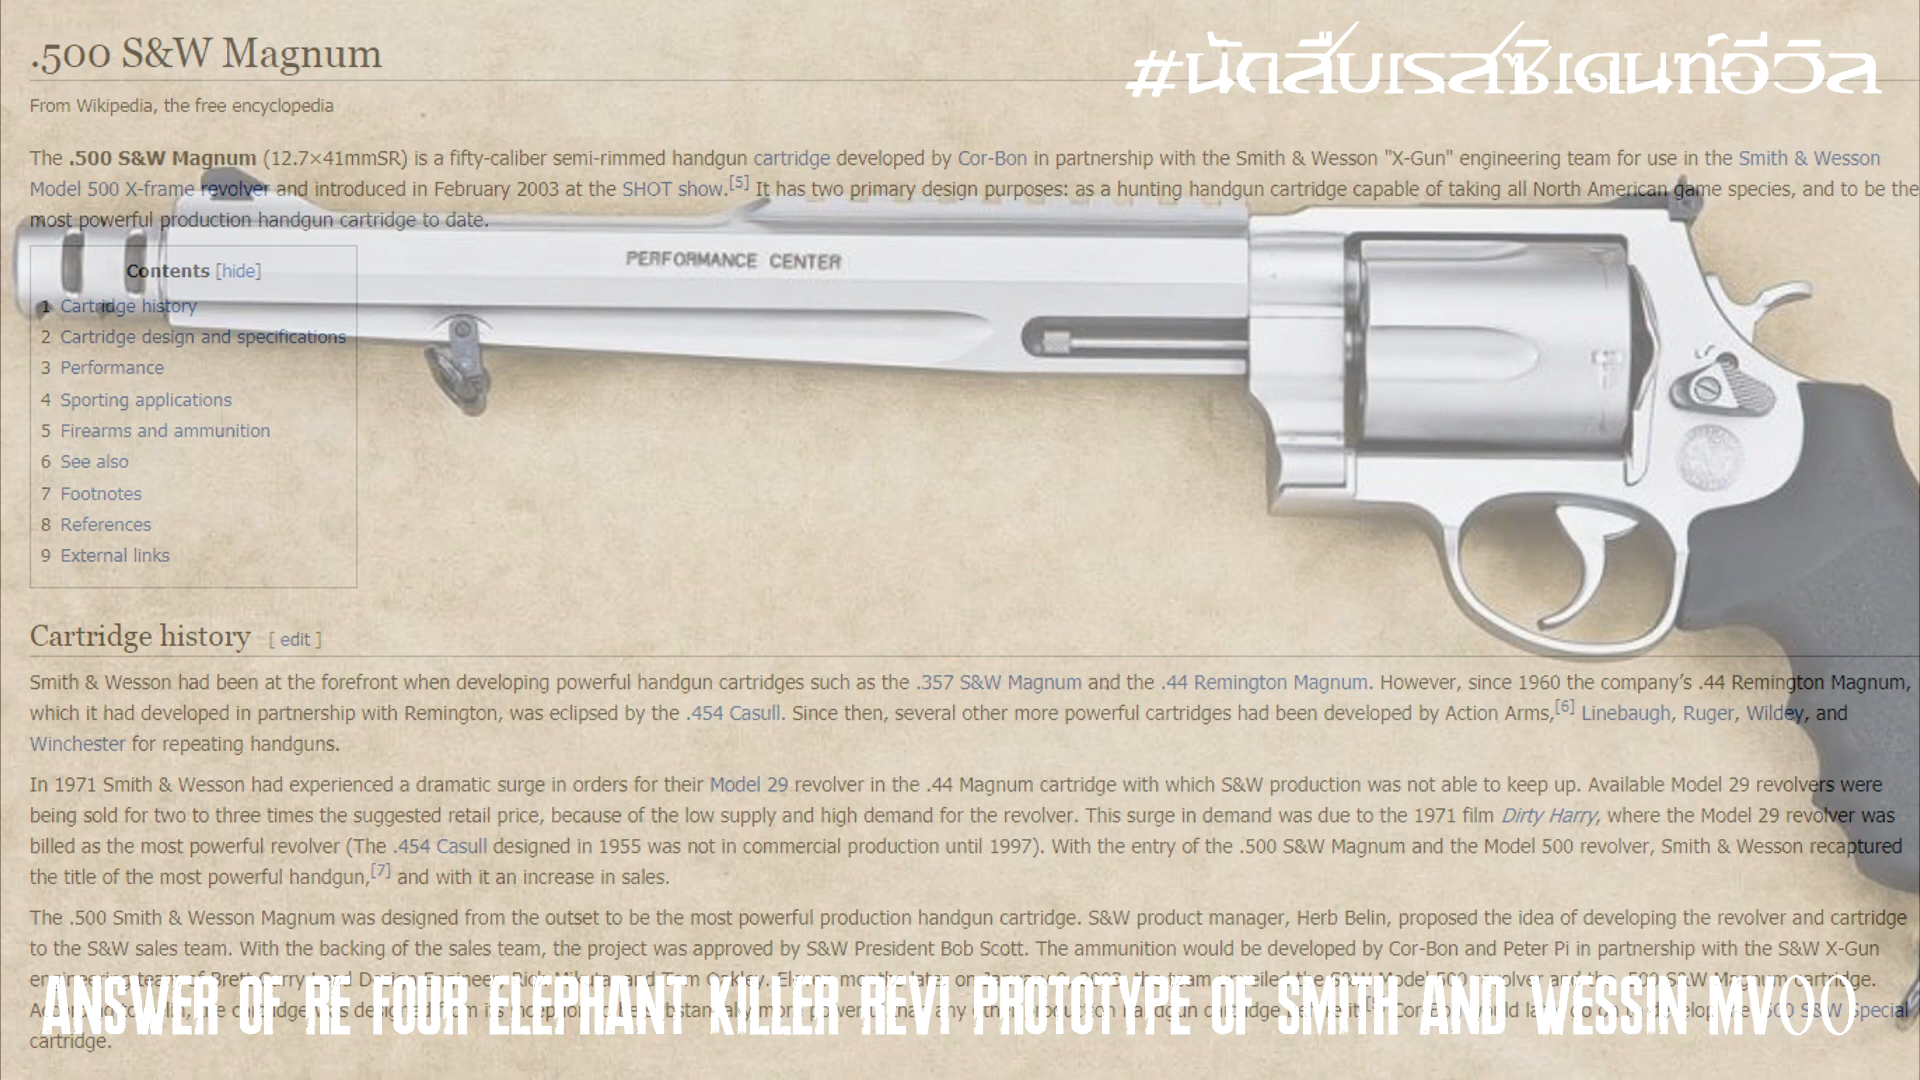 .500 S&W Magnum
#นัดสืบเรสซิเดนท์อีวิล
From Wikipedia, the free encyclopedia
The .500 S&W Magnum (12.7×41mmSR) is a fifty-caliber semi-rimmed handgun cartridge developed by Cor-Bon in partnership with the Smith & Wesson "X-Gun" engineering team for use in the Smith & Wesson
Model 500 X-frame revolver and introduced in February 2003 at the SHOT show.[5] It has two primary design purposes: as a hunting handgun cartridge capable of taking all North American game species, and to be the
most powerful production handgun cartridge to date.
PERFORMANCE CENTER
Contents [hide]
1 Cartridge history
2 Cartridge design and specifications
3 Performance
4 Sporting applications
5 Firearms and ammunition
6 See also
7 Footnotes
8 References
9 External links
Cartridge history [ edit ]
Smith & Wesson had been at the forefront when developing powerful handgun cartridges such as the .357 S&W Magnum and the .44 Remington Magnum. However, since 1960 the company's .44 Remington Magnum,
which it had developed in partnership with Remington, was eclipsed by the .454 Casull. Since then, several other more powerful cartridges had been developed by Action Arms,[6] Linebaugh, Ruger, Wildey, and
Winchester for repeating handguns.
In 1971 Smith & Wesson had experienced a dramatic surge in orders for their Model 29 revolver in the .44 Magnum cartridge with which S&W production was not able to keep up. Available Model 29 revolvers were
being sold for two to three times the suggested retail price, because of the low supply and high demand for the revolver. This surge in demand was due to the 1971 film Dirty Harry, where the Model 29 revolver was
billed as the most powerful revolver (The .454 Casull designed in 1955 was not in commercial production until 1997). With the entry of the .500 S&W Magnum and the Model 500 revolver, Smith & Wesson recaptured
the title of the most powerful handgun,[7] and with it an increase in sales.
The .500 Smith & Wesson Magnum was designed from the outset to be the most powerful production handgun cartridge. S&W product manager, Herb Belin, proposed the idea of developing the revolver and cartridge
to the S&W sales team. With the backing of the sales team, the project was approved by S&W President Bob Scott. The ammunition would be developed by Cor-Bon and Peter Pi in partnership with the S&W X-Gun
ANSWER OF RE FOUR ELEPHANT KILLER REVI PROTOTYPE OF SMITH AND WESSIN MV00
S&W Special
cartridge.